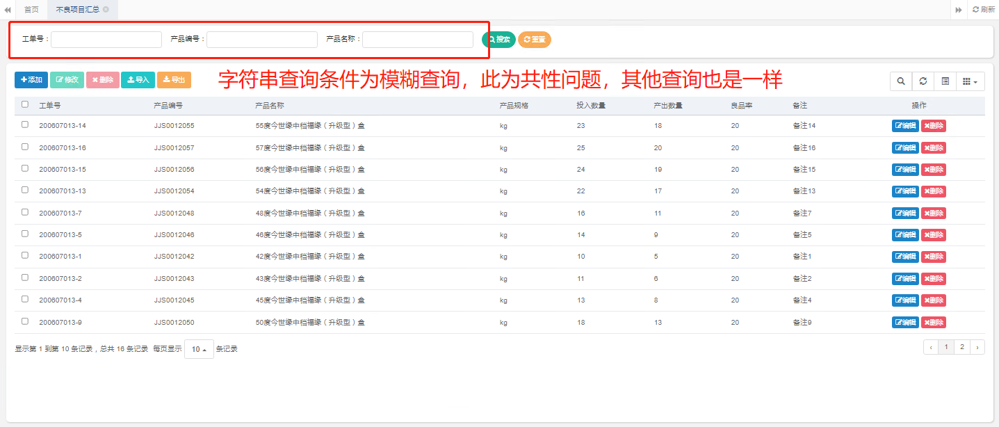 首页 不良项目汇总 刷新
工单号： 产品编号： 产品名称： 搜索 重置
添加 修改 删除 导入 导出
字符串查询条件为模糊查询，此为共性问题，其他查询也是一样
工单号 产品编号 产品名称 产品规格 投入数量 产出数量 良品率 备注 操作
200607013-14 JJS0012055 55度今世缘中档福缘（升级型）盒 kg 23 18 20 备注14 编辑 删除
200607013-16 JJS0012057 57度今世缘中档福缘（升级型）盒 kg 25 20 20 备注16 编辑 删除
200607013-15 JJS0012056 56度今世缘中档福缘（升级型）盒 kg 24 19 20 备注15 编辑 删除
200607013-13 JJS0012054 54度今世缘中档福缘（升级型）盒 kg 22 17 20 备注13 编辑 删除
200607013-7 JJS0012048 48度今世缘中档福缘（升级型）盒 kg 16 11 20 备注7 编辑 删除
200607013-5 JJS0012046 46度今世缘中档福缘（升级型）盒 kg 14 9 20 备注5 编辑 删除
200607013-1 JJS0012042 42度今世缘中档福缘（升级型）盒 kg 10 5 20 备注1 编辑 删除
200607013-2 JJS0012043 43度今世缘中档福缘（升级型）盒 kg 11 6 20 备注2 编辑 删除
200607013-4 JJS0012045 45度今世缘中档福缘（升级型）盒 kg 13 8 20 备注4 编辑 删除
200607013-9 JJS0012050 50度今世缘中档福缘（升级型）盒 kg 18 13 20 备注9 编辑 删除
显示第 1 到第 10 条记录，总共 16 条记录 每页显示 10 条记录 ‹ 1 2 ›